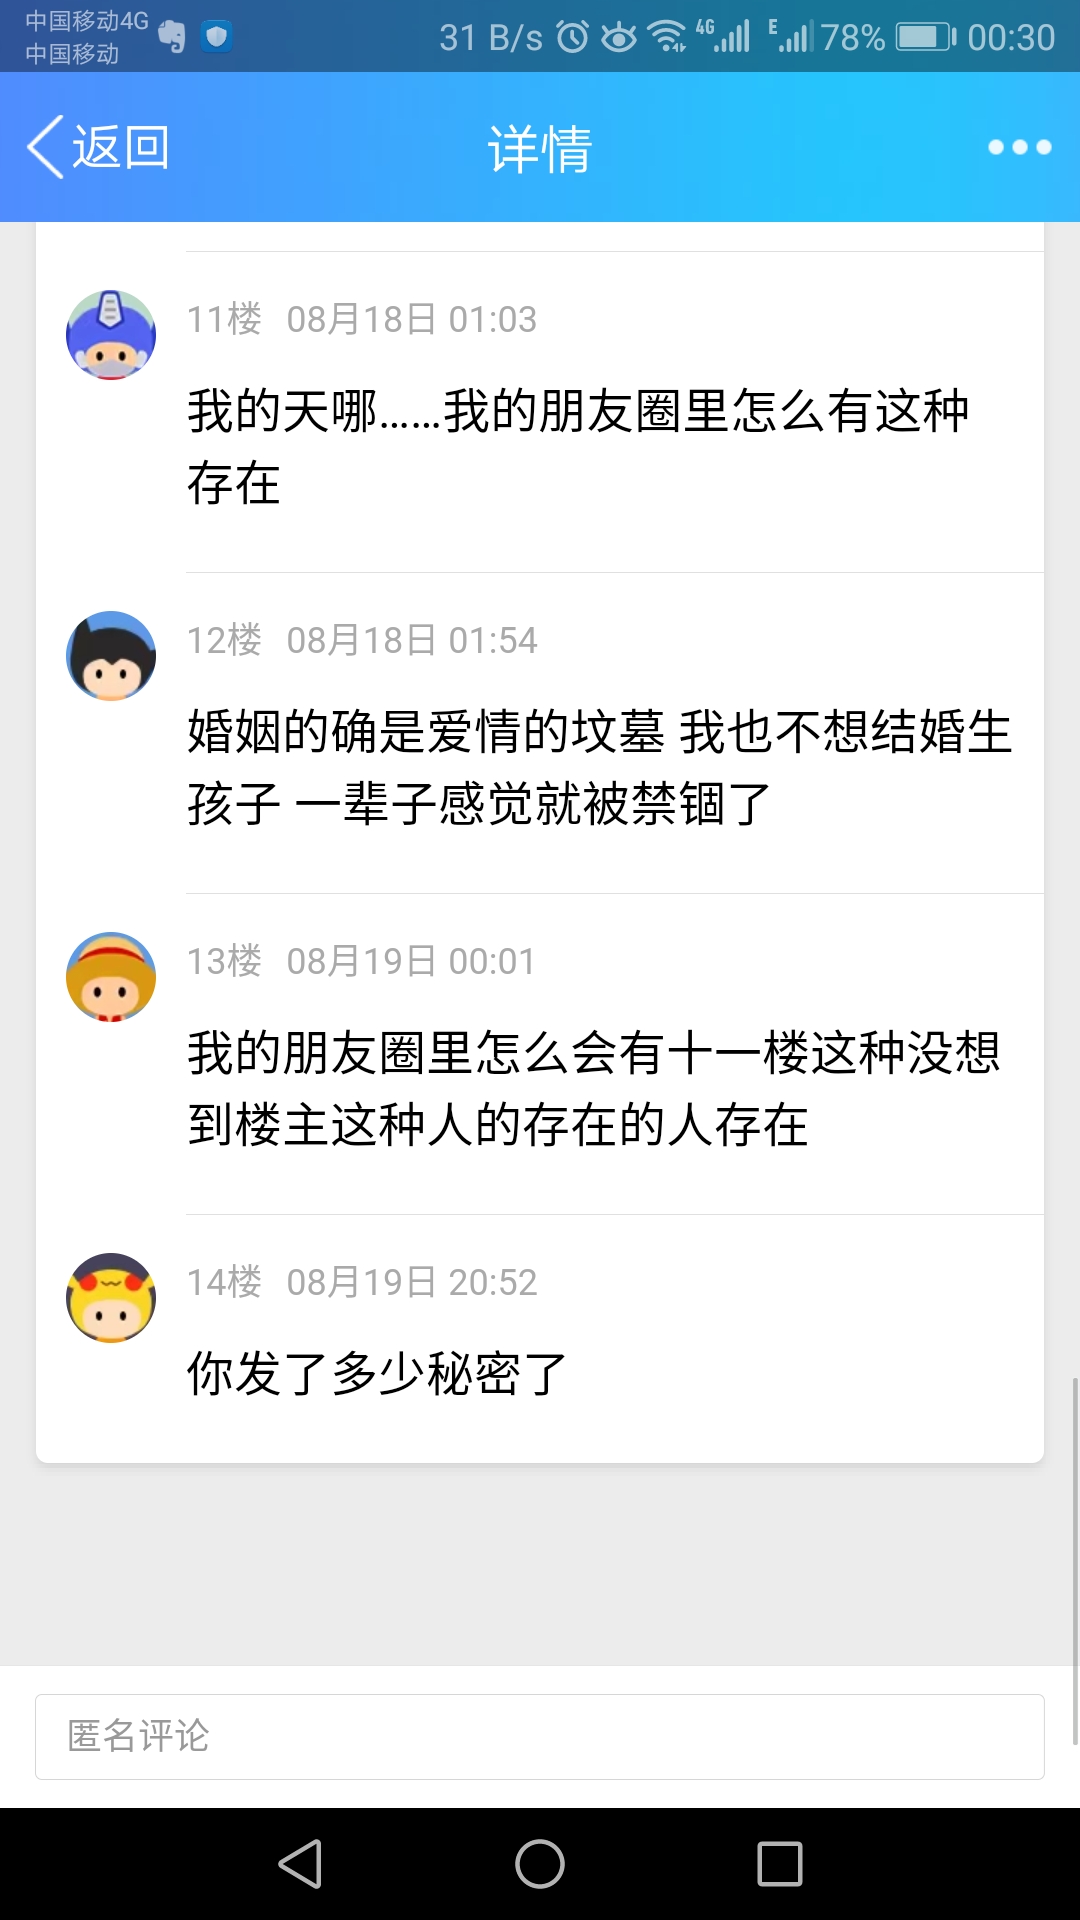 中国移动4G
中国移动
31 B/s 4G E 78% 00:30
返回 详情
11楼 08月18日 01:03
我的天哪……我的朋友圈里怎么有这种
存在
12楼 08月18日 01:54
婚姻的确是爱情的坟墓 我也不想结婚生
孩子 一辈子感觉就被禁锢了
13楼 08月19日 00:01
我的朋友圈里怎么会有十一楼这种没想
到楼主这种人的存在的人存在
14楼 08月19日 20:52
你发了多少秘密了
匿名评论